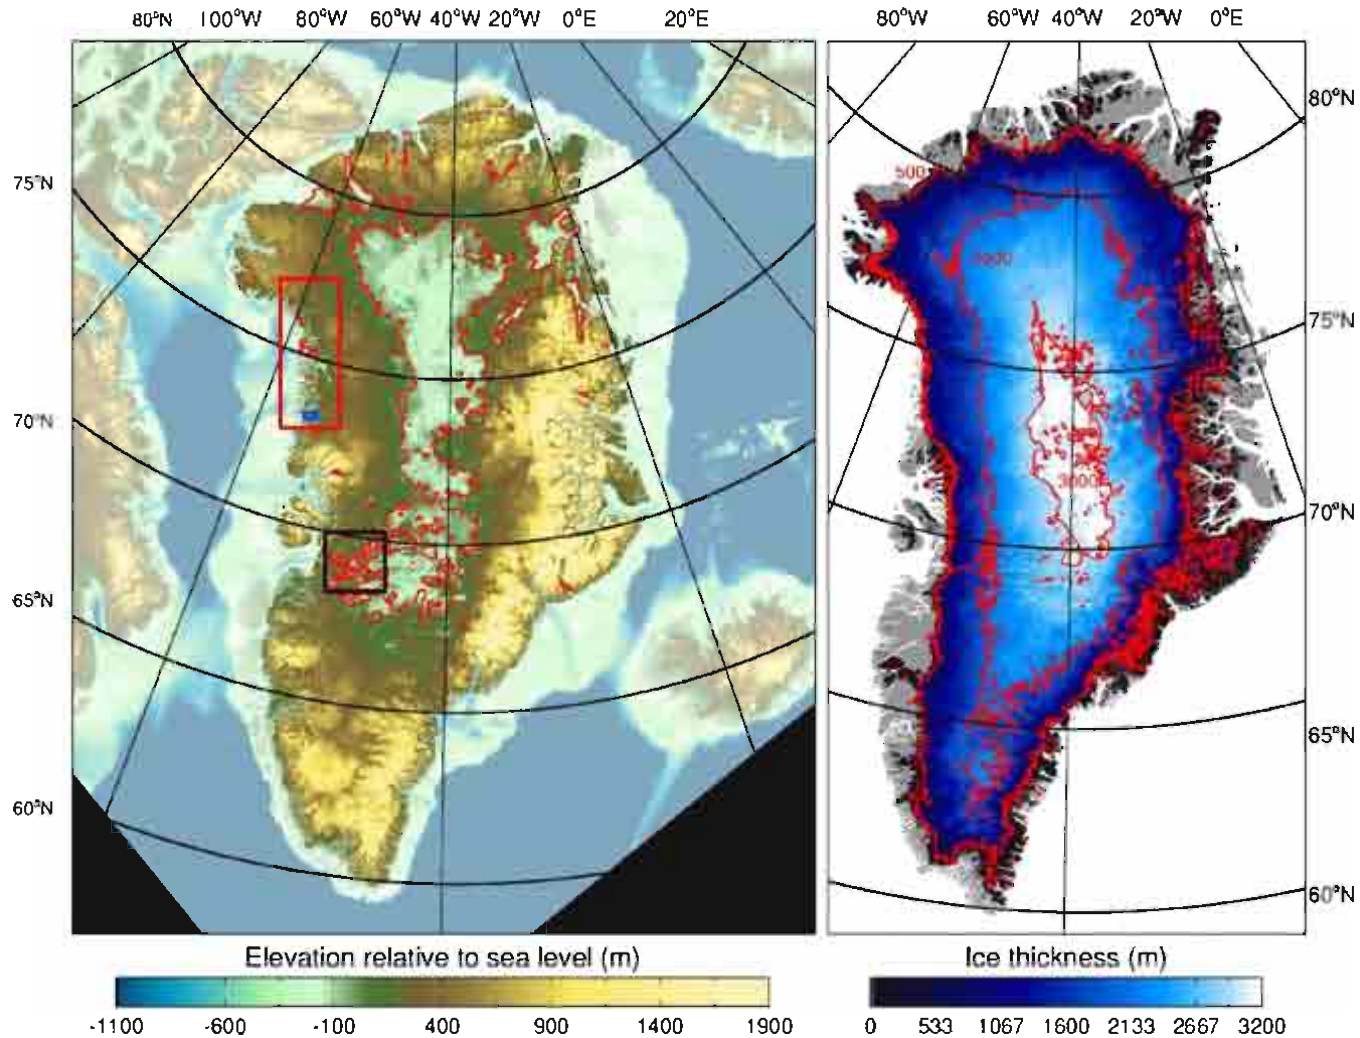 80°N 100°W 80°W 60°W 40°W 20°W 0°E 20°E
75°N
70°N
65°N
60°N
Elevation relative to sea level (m)
-1100 -600 -100 400 900 1400 1900
80°W 60°W 40°W 20°W 0°E
80°N
500
75°N
3000
70°N
65°N
60°N
Ice thickness (m)
0 533 1067 1600 2133 2667 3200